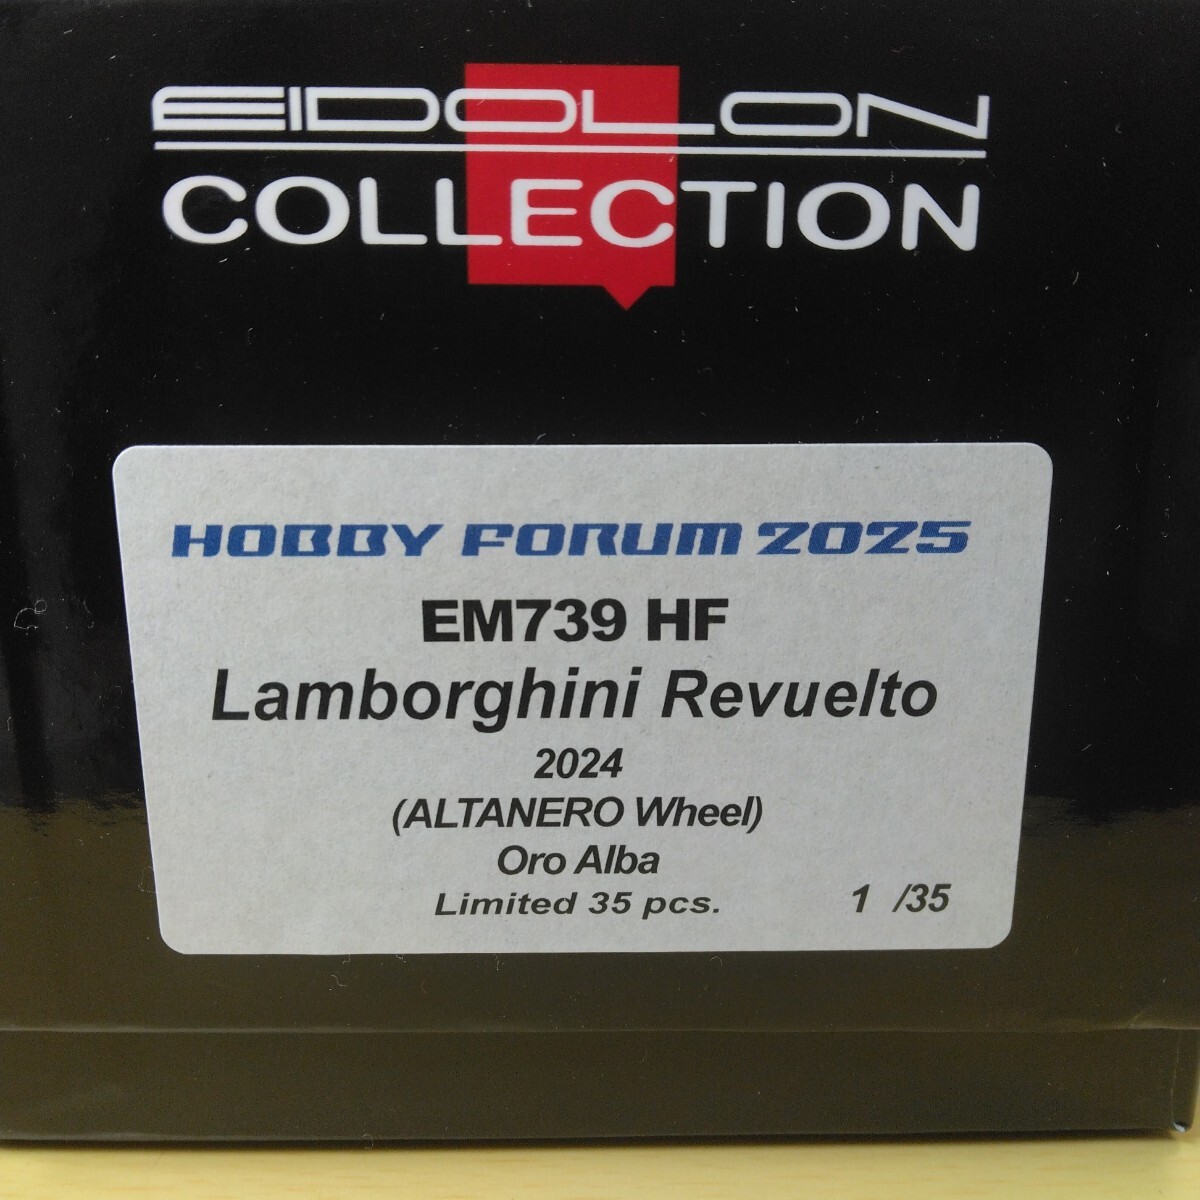 EIDOLON
COLLECTION
HOBBY FORUM 2025
EM739 HF
Lamborghini Revuelto
2024
(ALTANERO Wheel)
Oro Alba
Limited 35 pcs. 1 /35